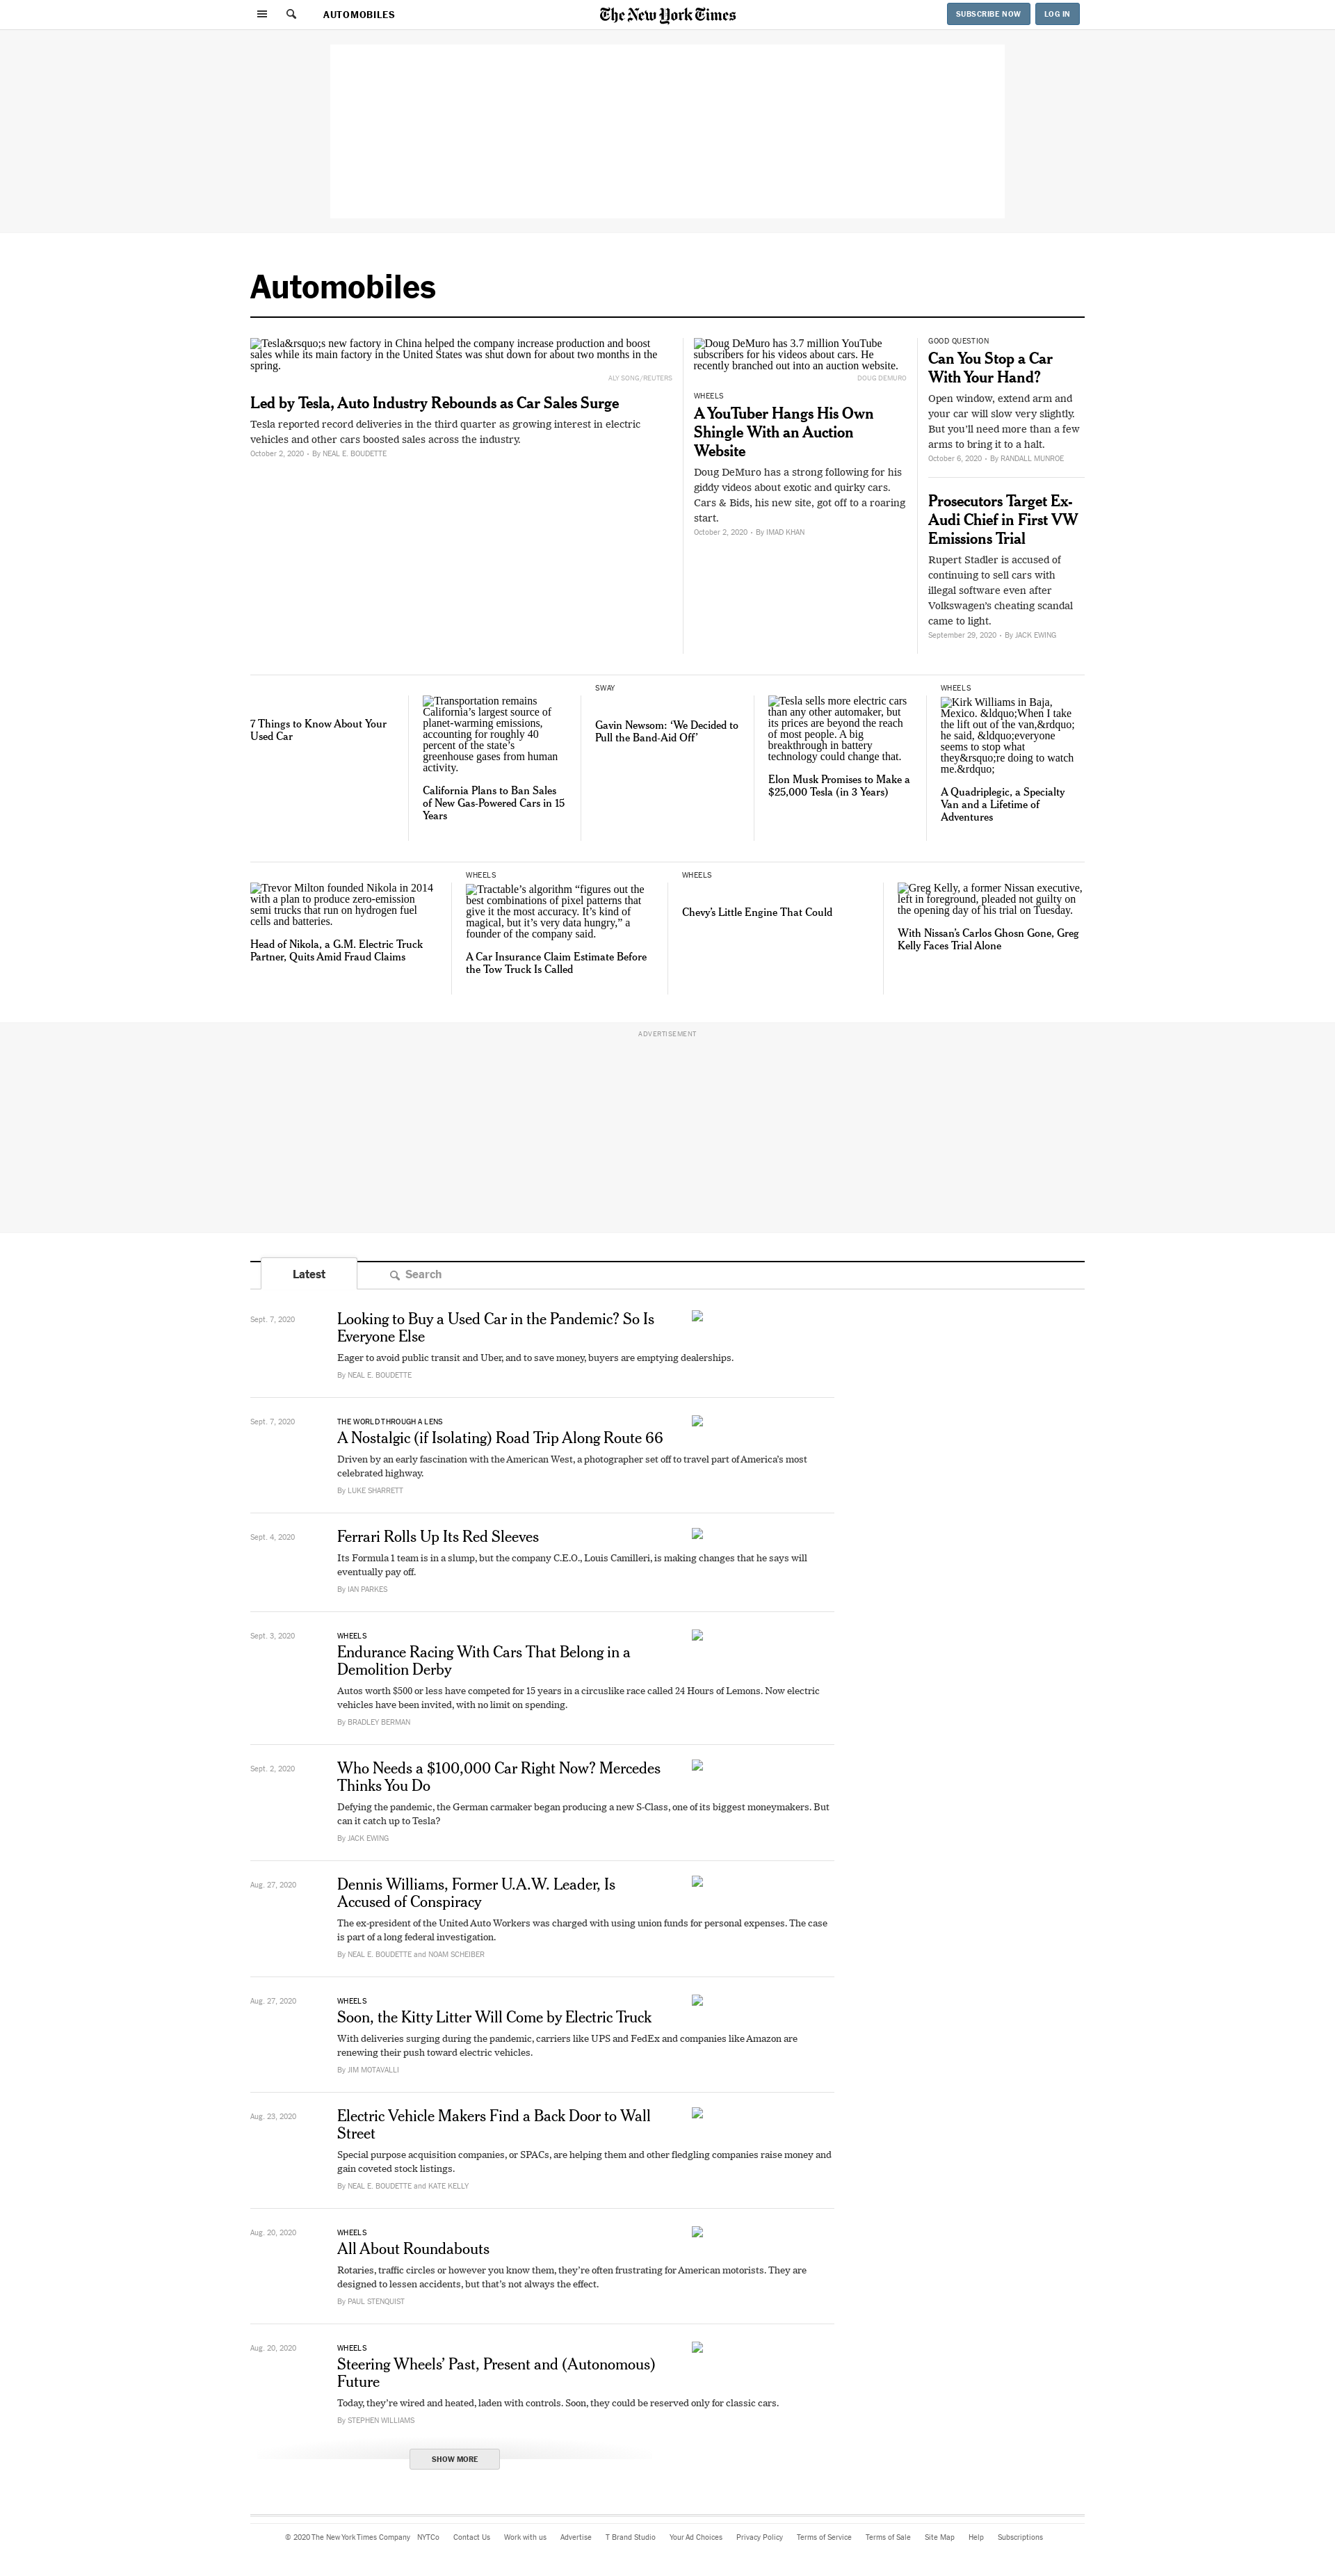 AUTOMOBILES
The New York Times
SUBSCRIBE NOW
LOG IN
Automobiles
Tesla&rsquo;s new factory in China helped the company increase production and boost
sales while its main factory in the United States was shut down for about two months in the
spring.
ALY SONG/REUTERS
Led by Tesla, Auto Industry Rebounds as Car Sales Surge
Tesla reported record deliveries in the third quarter as growing interest in electric
vehicles and other cars boosted sales across the industry.
October 2, 2020 • By NEAL E. BOUDETTE
Doug DeMuro has 3.7 million YouTube
subscribers for his videos about cars. He
recently branched out into an auction website.
DOUG DEMURO
WHEELS
A YouTuber Hangs His Own
Shingle With an Auction
Website
Doug DeMuro has a strong following for his
giddy videos about exotic and quirky cars.
Cars & Bids, his new site, got off to a roaring
start.
October 2, 2020 • By IMAD KHAN
GOOD QUESTION
Can You Stop a Car
With Your Hand?
Open window, extend arm and
your car will slow very slightly.
But you’ll need more than a few
arms to bring it to a halt.
October 6, 2020 • By RANDALL MUNROE
Prosecutors Target Ex-
Audi Chief in First VW
Emissions Trial
Rupert Stadler is accused of
continuing to sell cars with
illegal software even after
Volkswagen’s cheating scandal
came to light.
September 29, 2020 • By JACK EWING
7 Things to Know About Your
Used Car
Transportation remains
California’s largest source of
planet-warming emissions,
accounting for roughly 40
percent of the state’s
greenhouse gases from human
activity.
California Plans to Ban Sales
of New Gas-Powered Cars in 15
Years
SWAY
Gavin Newsom: ‘We Decided to
Pull the Band-Aid Off’
Tesla sells more electric cars
than any other automaker, but
its prices are beyond the reach
of most people. A big
breakthrough in battery
technology could change that.
Elon Musk Promises to Make a
$25,000 Tesla (in 3 Years)
WHEELS
Kirk Williams in Baja,
Mexico. &ldquo;When I take
the lift out of the van,&rdquo;
he said, &ldquo;everyone
seems to stop what
they&rsquo;re doing to watch
me.&rdquo;
A Quadriplegic, a Specialty
Van and a Lifetime of
Adventures
Trevor Milton founded Nikola in 2014
with a plan to produce zero-emission
semi trucks that run on hydrogen fuel
cells and batteries.
Head of Nikola, a G.M. Electric Truck
Partner, Quits Amid Fraud Claims
WHEELS
Tractable’s algorithm “figures out the
best combinations of pixel patterns that
give it the most accuracy. It’s kind of
magical, but it’s very data hungry,” a
founder of the company said.
A Car Insurance Claim Estimate Before
the Tow Truck Is Called
WHEELS
Chevy’s Little Engine That Could
Greg Kelly, a former Nissan executive,
left in foreground, pleaded not guilty on
the opening day of his trial on Tuesday.
With Nissan’s Carlos Ghosn Gone, Greg
Kelly Faces Trial Alone
ADVERTISEMENT
Latest
Search
Sept. 7, 2020
Looking to Buy a Used Car in the Pandemic? So Is
Everyone Else
Eager to avoid public transit and Uber, and to save money, buyers are emptying dealerships.
By NEAL E. BOUDETTE
Sept. 7, 2020
THE WORLD THROUGH A LENS
A Nostalgic (if Isolating) Road Trip Along Route 66
Driven by an early fascination with the American West, a photographer set off to travel part of America’s most
celebrated highway.
By LUKE SHARRETT
Sept. 4, 2020
Ferrari Rolls Up Its Red Sleeves
Its Formula 1 team is in a slump, but the company C.E.O., Louis Camilleri, is making changes that he says will
eventually pay off.
By IAN PARKES
Sept. 3, 2020
WHEELS
Endurance Racing With Cars That Belong in a
Demolition Derby
Autos worth $500 or less have competed for 15 years in a circuslike race called 24 Hours of Lemons. Now electric
vehicles have been invited, with no limit on spending.
By BRADLEY BERMAN
Sept. 2, 2020
Who Needs a $100,000 Car Right Now? Mercedes
Thinks You Do
Defying the pandemic, the German carmaker began producing a new S-Class, one of its biggest moneymakers. But
can it catch up to Tesla?
By JACK EWING
Aug. 27, 2020
Dennis Williams, Former U.A.W. Leader, Is
Accused of Conspiracy
The ex-president of the United Auto Workers was charged with using union funds for personal expenses. The case
is part of a long federal investigation.
By NEAL E. BOUDETTE and NOAM SCHEIBER
Aug. 27, 2020
WHEELS
Soon, the Kitty Litter Will Come by Electric Truck
With deliveries surging during the pandemic, carriers like UPS and FedEx and companies like Amazon are
renewing their push toward electric vehicles.
By JIM MOTAVALLI
Aug. 23, 2020
Electric Vehicle Makers Find a Back Door to Wall
Street
Special purpose acquisition companies, or SPACs, are helping them and other fledgling companies raise money and
gain coveted stock listings.
By NEAL E. BOUDETTE and KATE KELLY
Aug. 20, 2020
WHEELS
All About Roundabouts
Rotaries, traffic circles or however you know them, they’re often frustrating for American motorists. They are
designed to lessen accidents, but that’s not always the effect.
By PAUL STENQUIST
Aug. 20, 2020
WHEELS
Steering Wheels’ Past, Present and (Autonomous)
Future
Today, they’re wired and heated, laden with controls. Soon, they could be reserved only for classic cars.
By STEPHEN WILLIAMS
SHOW MORE
© 2020 The New York Times Company NYTCo Contact Us Work with us Advertise T Brand Studio Your Ad Choices Privacy Policy Terms of Service Terms of Sale Site Map Help Subscriptions